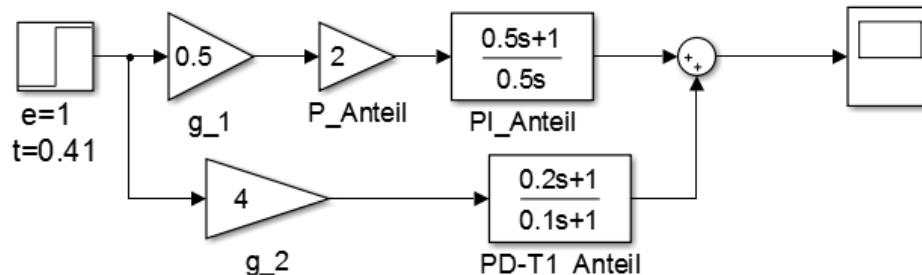 0.5
2
0.5s+1
0.5s
+
+
e=1
t=0.41
g_1
P_Anteil
PI_Anteil
4
0.2s+1
0.1s+1
g_2
PD-T1_Anteil